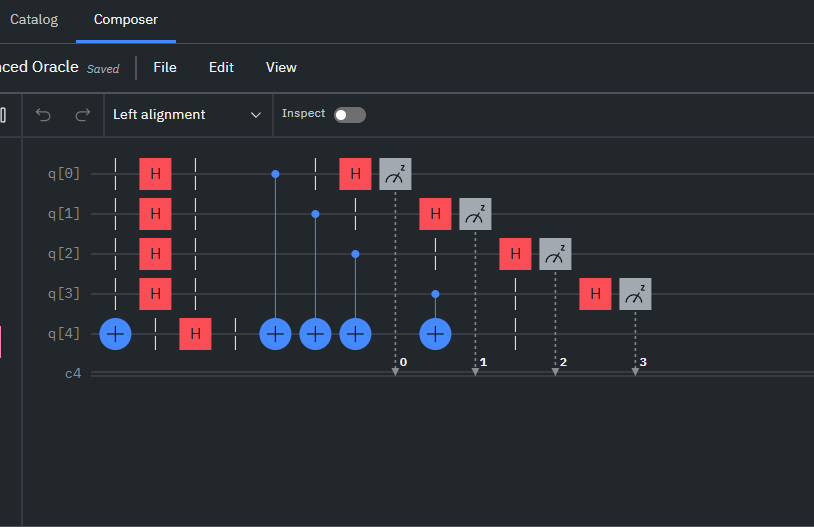 Catalog Composer
nced Oracle Saved File Edit View
Left alignment Inspect
q[0] H H z
q[1] H H z
q[2] H H z
q[3] H H z
q[4] H
0 1 2 3
c4